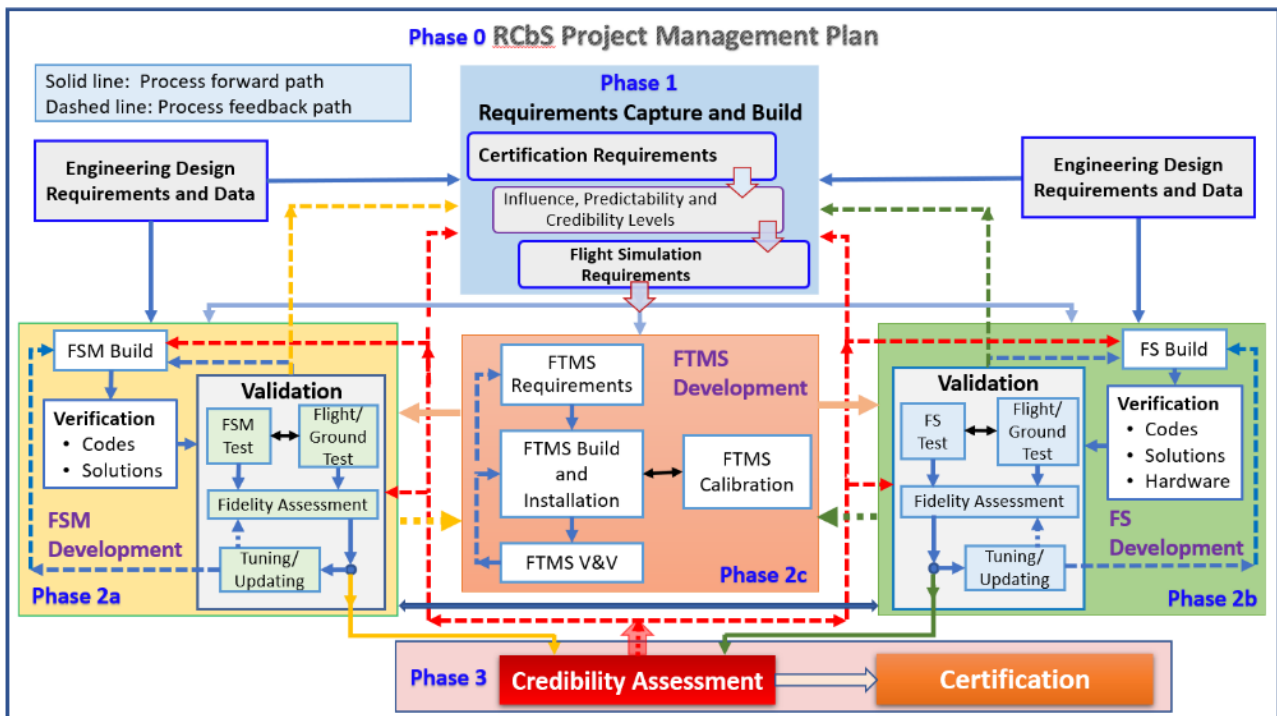 Phase 0 RCbS Project Management Plan
Solid line: Process forward path
Dashed line: Process feedback path
Phase 1
Requirements Capture and Build
Certification Requirements
Influence, Predictability and
Credibility Levels
Flight Simulation
Requirements
Engineering Design
Requirements and Data
Engineering Design
Requirements and Data
FSM Build
Verification
• Codes
• Solutions
Validation
FSM
Test
Flight/
Ground
Test
Fidelity Assessment
Tuning/
Updating
FSM
Development
Phase 2a
FTMS
Requirements
FTMS
Development
FTMS Build
and
Installation
FTMS
Calibration
FTMS V&V
Phase 2c
FS Build
Validation
FS
Test
Flight/
Ground
Test
Verification
• Codes
• Solutions
• Hardware
Fidelity Assessment
Tuning/
Updating
FS
Development
Phase 2b
Phase 3
Credibility Assessment
Certification